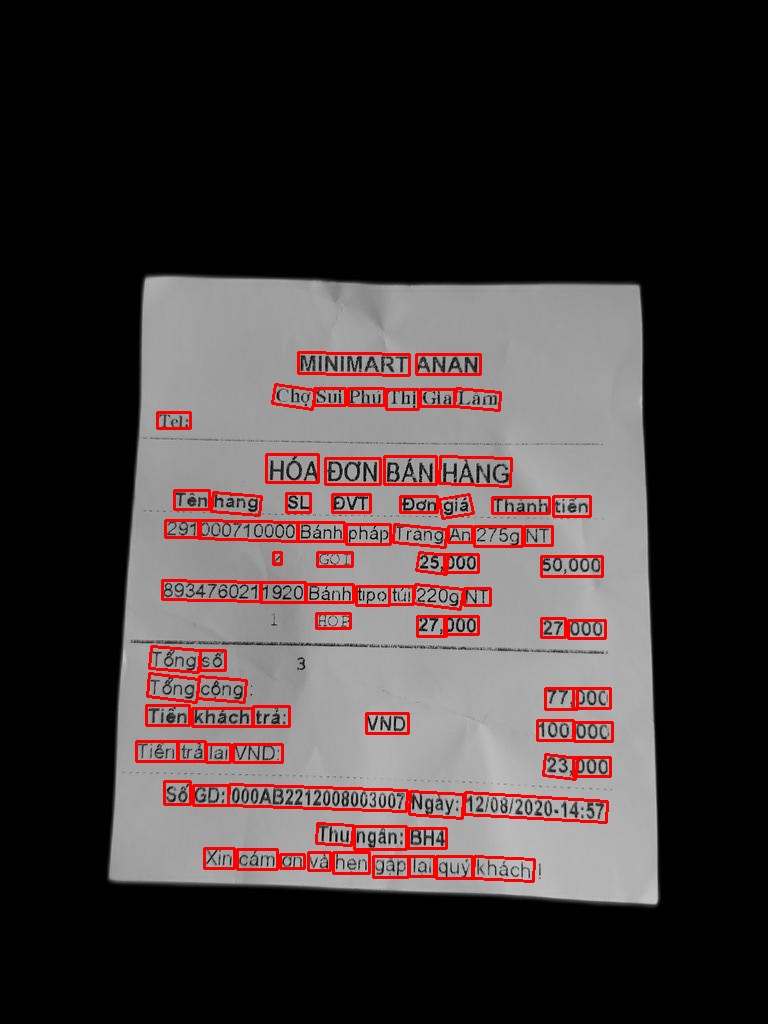 MINIMART ANAN
Chợ Sủi Phú Thị Gia Lâm
Tel:
HÓA ĐƠN BÁN HÀNG
Tên hàng SL ĐVT Đơn giá Thành tiền
291000710000 Bánh pháp Tràng An 275g NT
GOI 25,000 50,000
8934760211920 Bánh tipo túi 220g NT
1 HOP 27,000 27,000
Tổng số 3
Tổng cộng : 77,000
Tiền khách trả: VND 100,000
Tiền trả lại VND: 23,000
Số GD: 000AB2212008003007 Ngày: 12/08/2020-14:57
Thu ngân: BH4
Xin cám ơn và hẹn gặp lại quý khách !